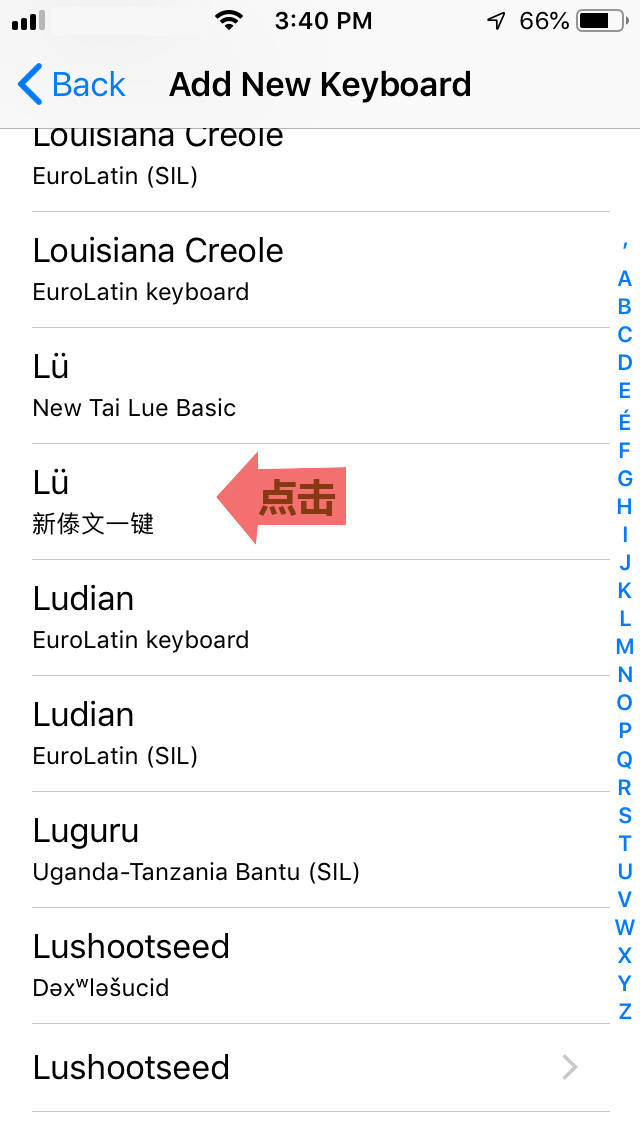 3:40 PM
66%
Back
Add New Keyboard
Louisiana Creole
EuroLatin (SIL)
Louisiana Creole
EuroLatin keyboard
Lü
New Tai Lue Basic
Lü
新傣文一键
点击
Ludian
EuroLatin keyboard
Ludian
EuroLatin (SIL)
Luguru
Uganda-Tanzania Bantu (SIL)
Lushootseed
Dəxʷləšucid
Lushootseed
′
A
B
C
D
E
É
F
G
H
I
J
K
L
M
N
O
P
Q
R
S
T
U
V
W
X
Y
Z